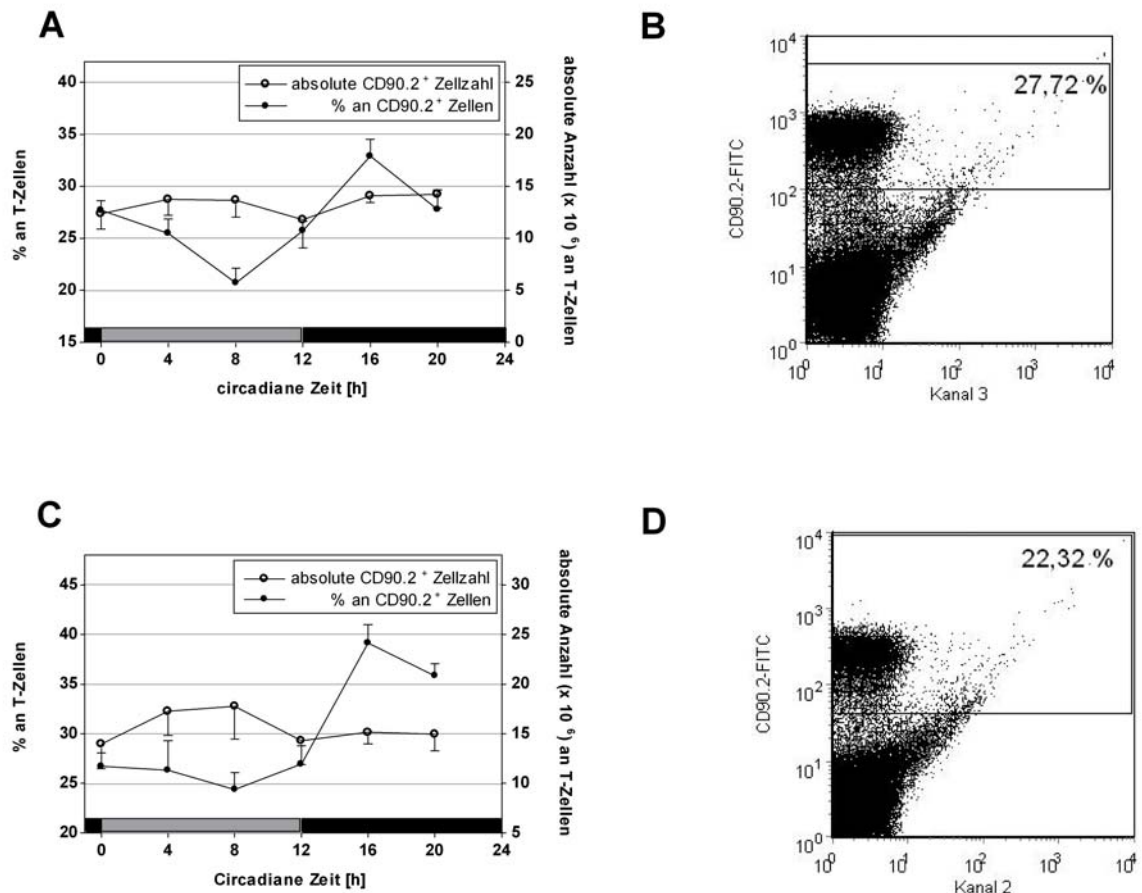 A
absolute CD90.2⁺ Zellzahl
% an CD90.2⁺ Zellen
% an T-Zellen
40
35
30
25
20
15
25
20
15
10
5
0
absolute Anzahl (x 10⁶) an T-Zellen
0 4 8 12 16 20 24
circadiane Zeit [h]
B
27,72 %
CD90.2-FITC
10⁴
10³
10²
10¹
10⁰
10⁰ 10¹ 10² 10³ 10⁴
Kanal 3
C
absolute CD90.2⁺ Zellzahl
% an CD90.2⁺ Zellen
% an T-Zellen
45
40
35
30
25
20
30
25
20
15
10
5
absolute Anzahl (x 10⁶) an T-Zellen
0 4 8 12 16 20 24
Circadiane Zeit [h]
D
22,32 %
CD90.2-FITC
10⁴
10³
10²
10¹
10⁰
10⁰ 10¹ 10² 10³ 10⁴
Kanal 2